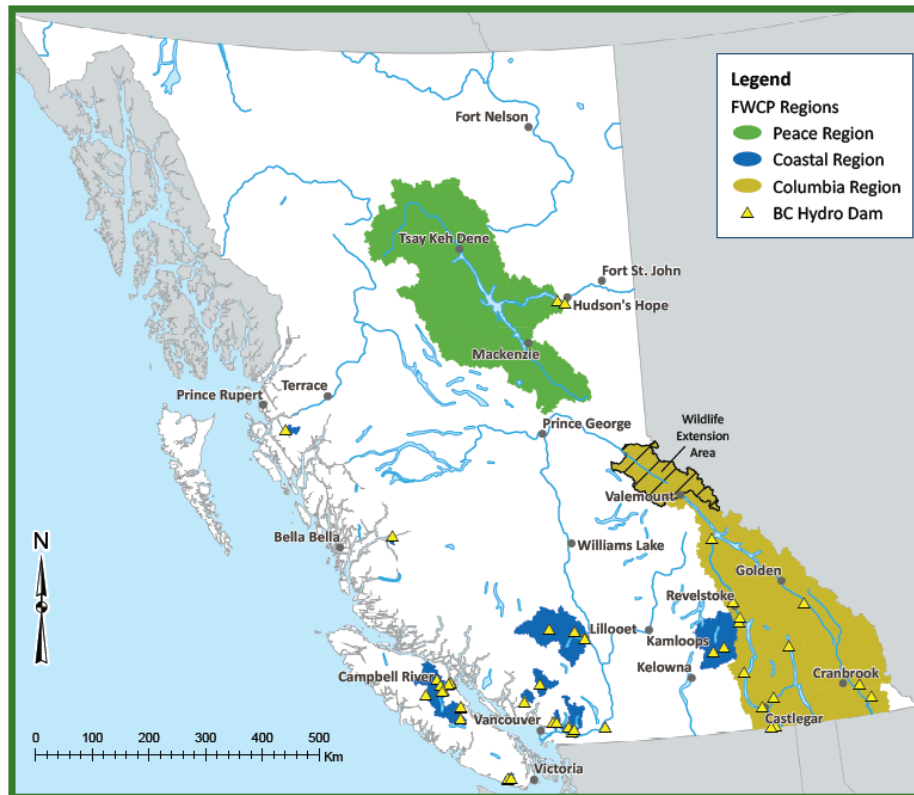 Legend
FWCP Regions
Peace Region
Coastal Region
Columbia Region
BC Hydro Dam
Fort Nelson
Tsay Keh Dene
Fort St. John
Hudson's Hope
Mackenzie
Terrace
Prince Rupert
Prince George
Wildlife
Extension
Area
Valemount
Bella Bella
Williams Lake
Golden
Revelstoke
Lillooet
Kamloops
Campbell River
Kelowna
Cranbrook
Vancouver
Castlegar
Victoria
N
0 100 200 300 400 500
Km